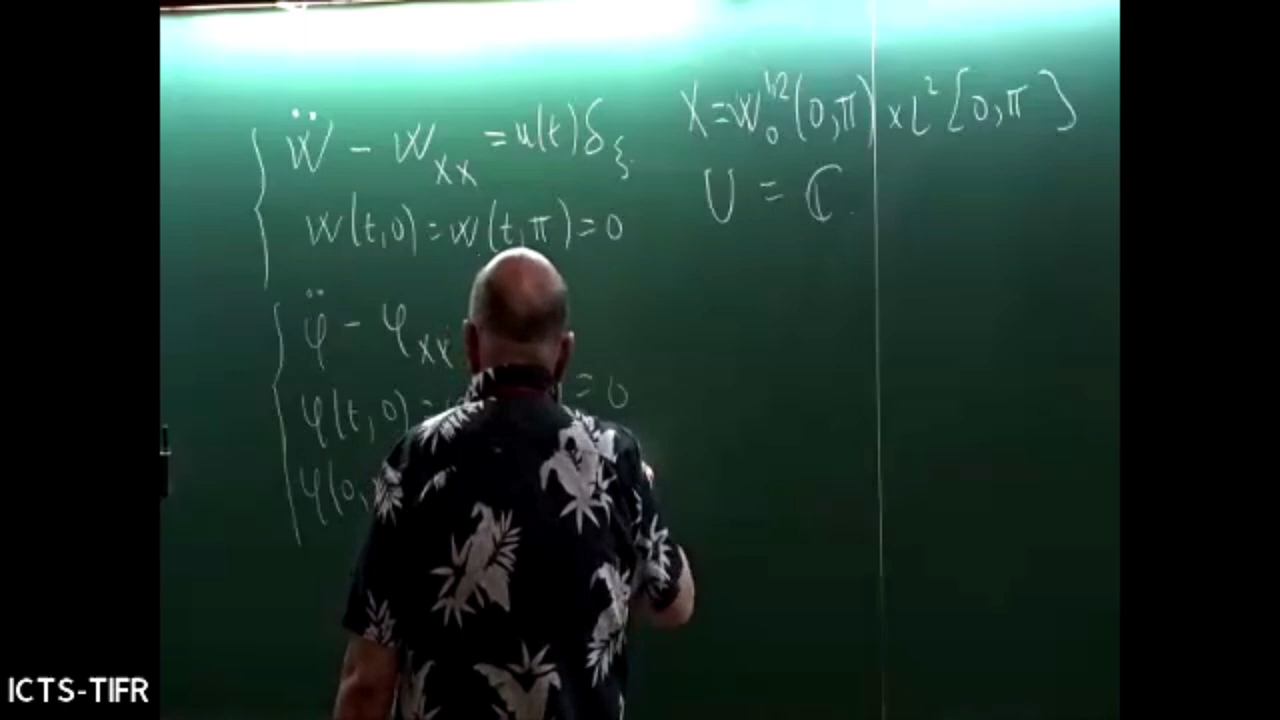 ẅ - w_xx = u(t)δ_ξ
w(t,0) = w(t,π) = 0
φ̈ - φ_xx
φ(t,0) = = 0
φ(0,
X = W_0^{1,2}(0,π) × L^2[0,π]
U = ℂ
ICTS-TIFR